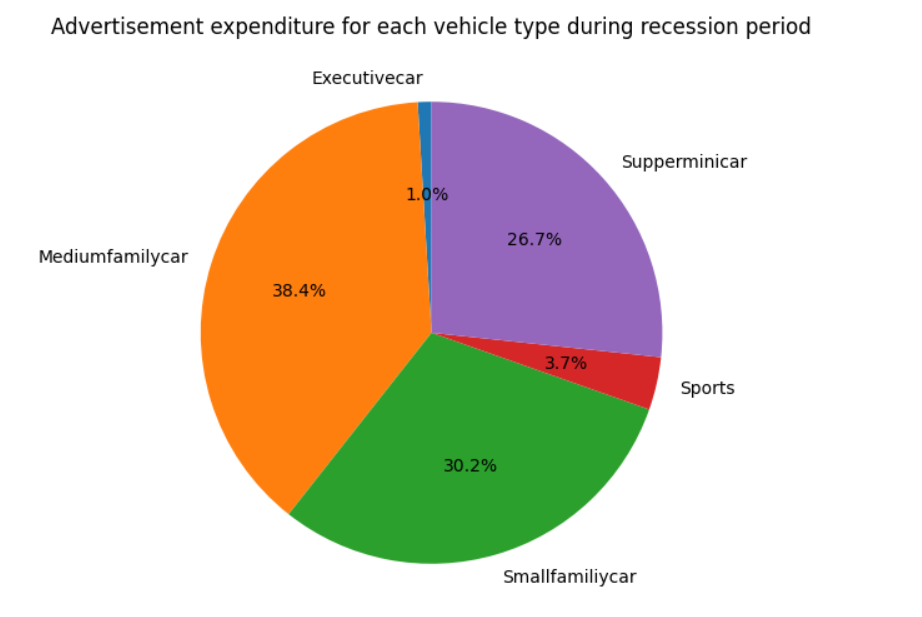 Advertisement expenditure for each vehicle type during recession period
Executivecar
Supperminicar
1.0%
26.7%
Mediumfamilycar
38.4%
3.7%
Sports
30.2%
Smallfamiliycar